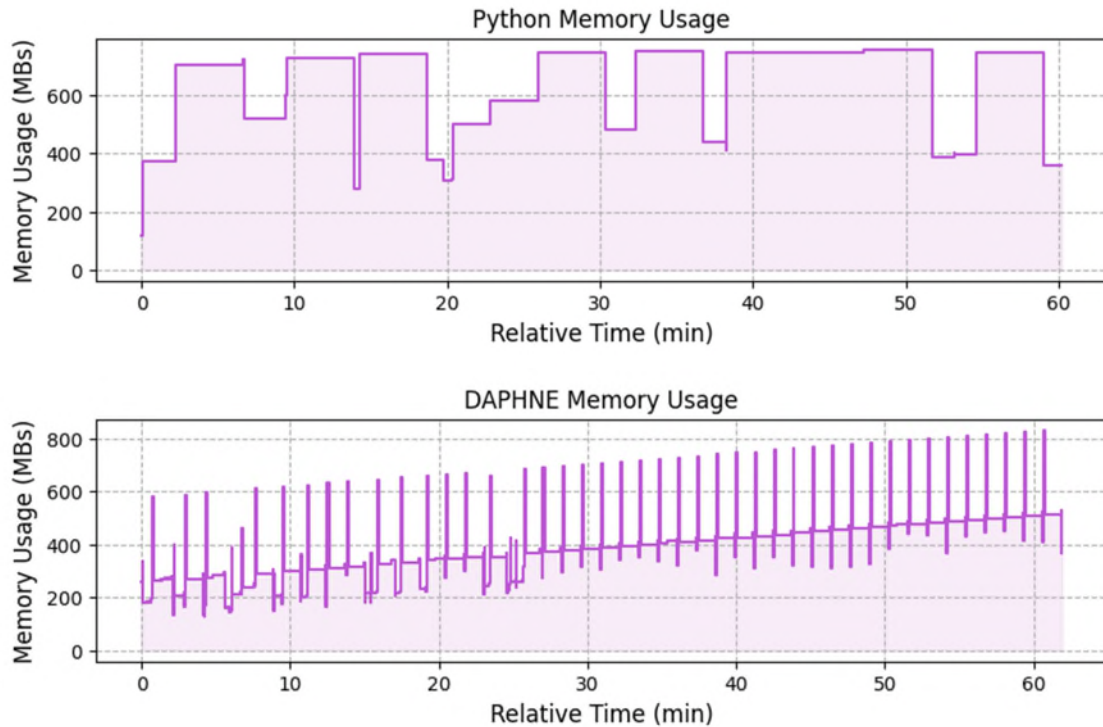 Python Memory Usage
Memory Usage (MBs)
600
400
200
0
0 10 20 30 40 50 60
Relative Time (min)
DAPHNE Memory Usage
Memory Usage (MBs)
800
600
400
200
0
0 10 20 30 40 50 60
Relative Time (min)